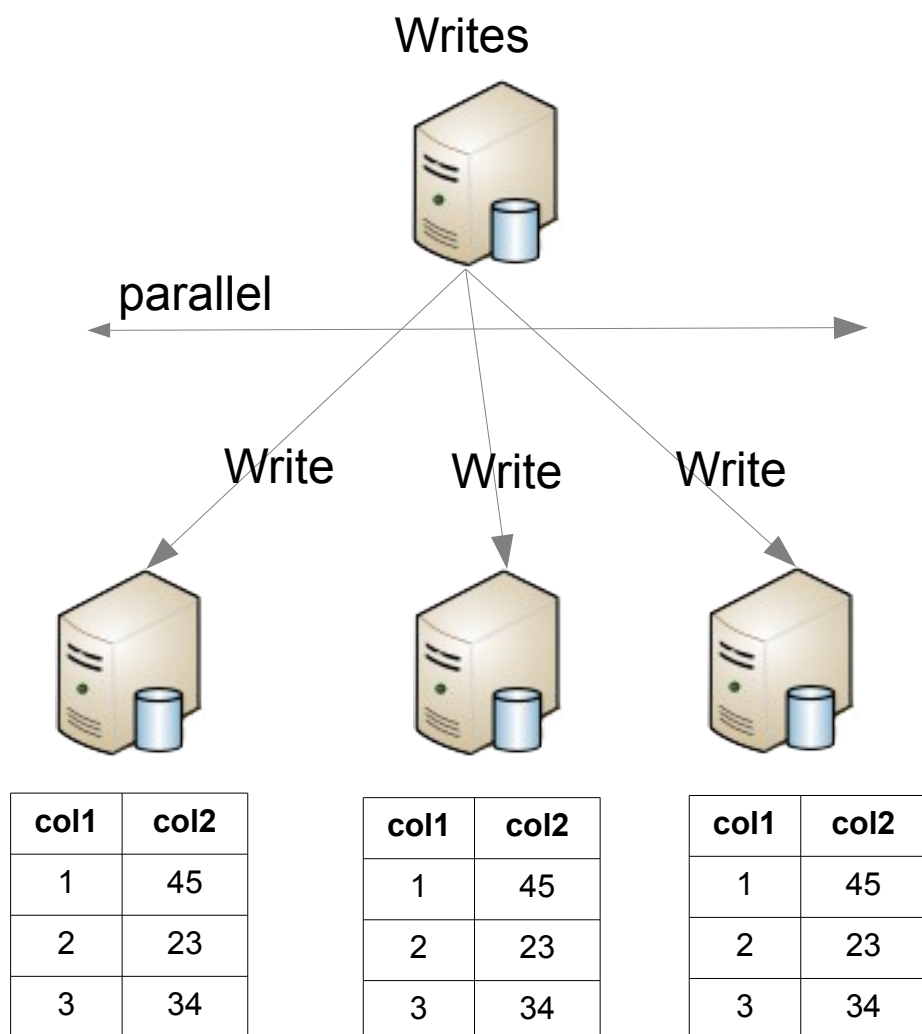 Writes
parallel
Write Write Write
col1 col2 col1 col2 col1 col2
1 45 1 45 1 45
2 23 2 23 2 23
3 34 3 34 3 34